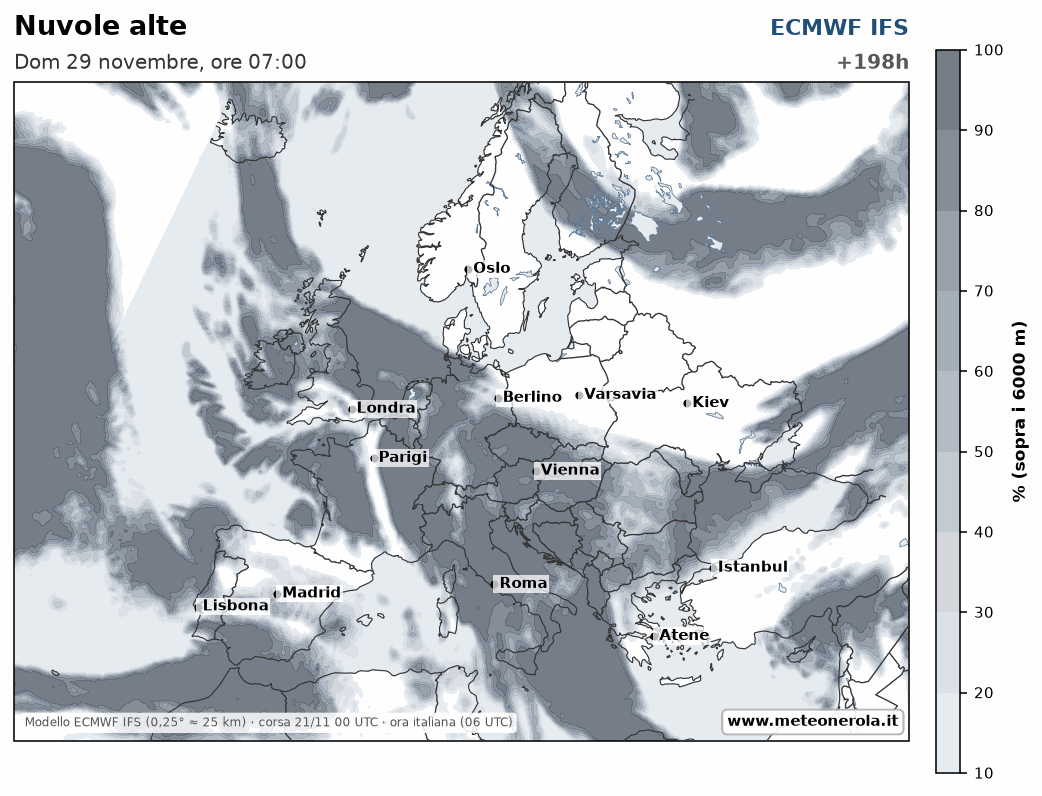 Nuvole alte
ECMWF IFS
Dom 29 novembre, ore 07:00
+198h
100
90
80
70
60
50
40
30
20
10
% (sopra i 6000 m)
Oslo
Berlino
Varsavia
Kiev
Londra
Parigi
Vienna
Istanbul
Roma
Madrid
Lisbona
Atene
Modello ECMWF IFS (0,25° ≈ 25 km) · corsa 21/11 00 UTC · ora italiana (06 UTC)
www.meteonerola.it